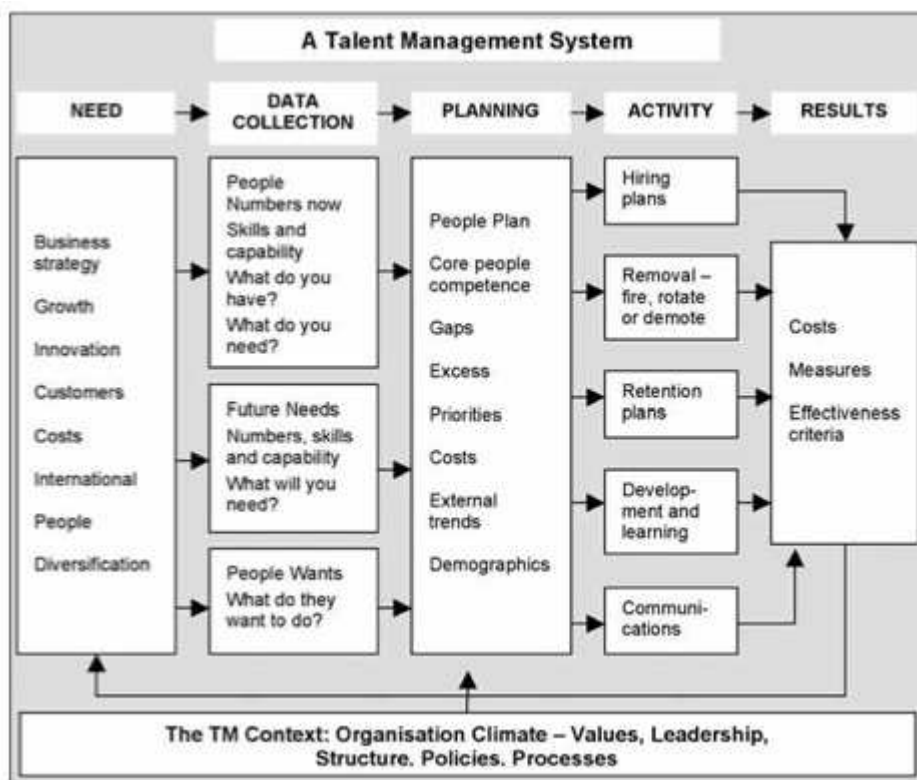 A Talent Management System
NEED
DATA
COLLECTION
PLANNING
ACTIVITY
RESULTS
Business
strategy
Growth
Innovation
Customers
Costs
International
People
Diversification
People
Numbers now
Skills and
capability
What do you
have?
What do you
need?
Future Needs
Numbers, skills
and capability
What will you
need?
People Wants
What do they
want to do?
People Plan
Core people
competence
Gaps
Excess
Priorities
Costs
External
trends
Demographics
Hiring
plans
Removal –
fire, rotate
or demote
Retention
plans
Develop-
ment and
learning
Communi-
cations
Costs
Measures
Effectiveness
criteria
The TM Context: Organisation Climate – Values, Leadership,
Structure. Policies. Processes